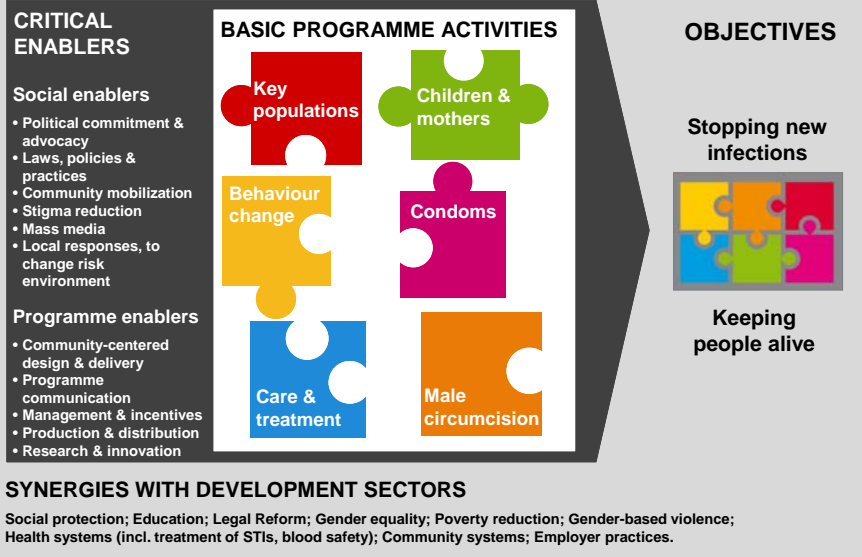 CRITICAL
ENABLERS
Social enablers
• Political commitment &
advocacy
• Laws, policies &
practices
• Community mobilization
• Stigma reduction
• Mass media
• Local responses, to
change risk
environment
Programme enablers
• Community-centered
design & delivery
• Programme
communication
• Management & incentives
• Production & distribution
• Research & innovation
BASIC PROGRAMME ACTIVITIES
Key
populations
Children &
mothers
Behaviour
change
Condoms
Care &
treatment
Male
circumcision
OBJECTIVES
Stopping new
infections
Keeping
people alive
SYNERGIES WITH DEVELOPMENT SECTORS
Social protection; Education; Legal Reform; Gender equality; Poverty reduction; Gender-based violence;
Health systems (incl. treatment of STIs, blood safety); Community systems; Employer practices.